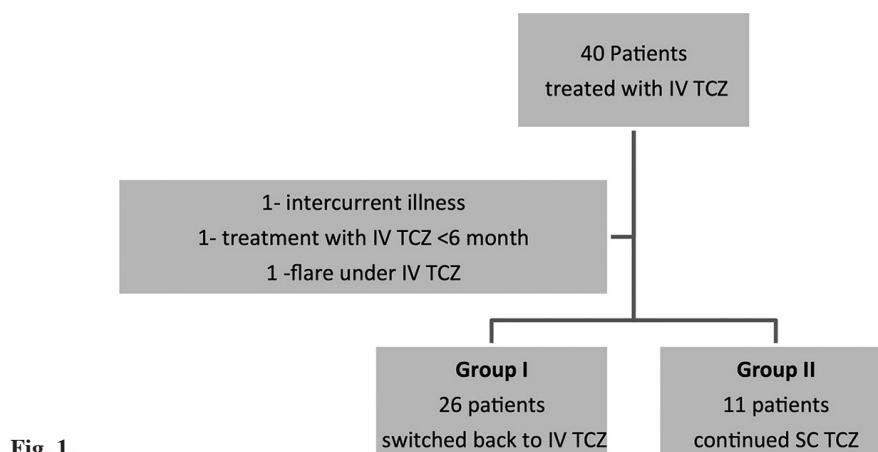 40 Patients
treated with IV TCZ
1- intercurrent illness
1- treatment with IV TCZ <6 month
1 -flare under IV TCZ
Group I
26 patients
switched back to IV TCZ
Group II
11 patients
continued SC TCZ
Fig. 1